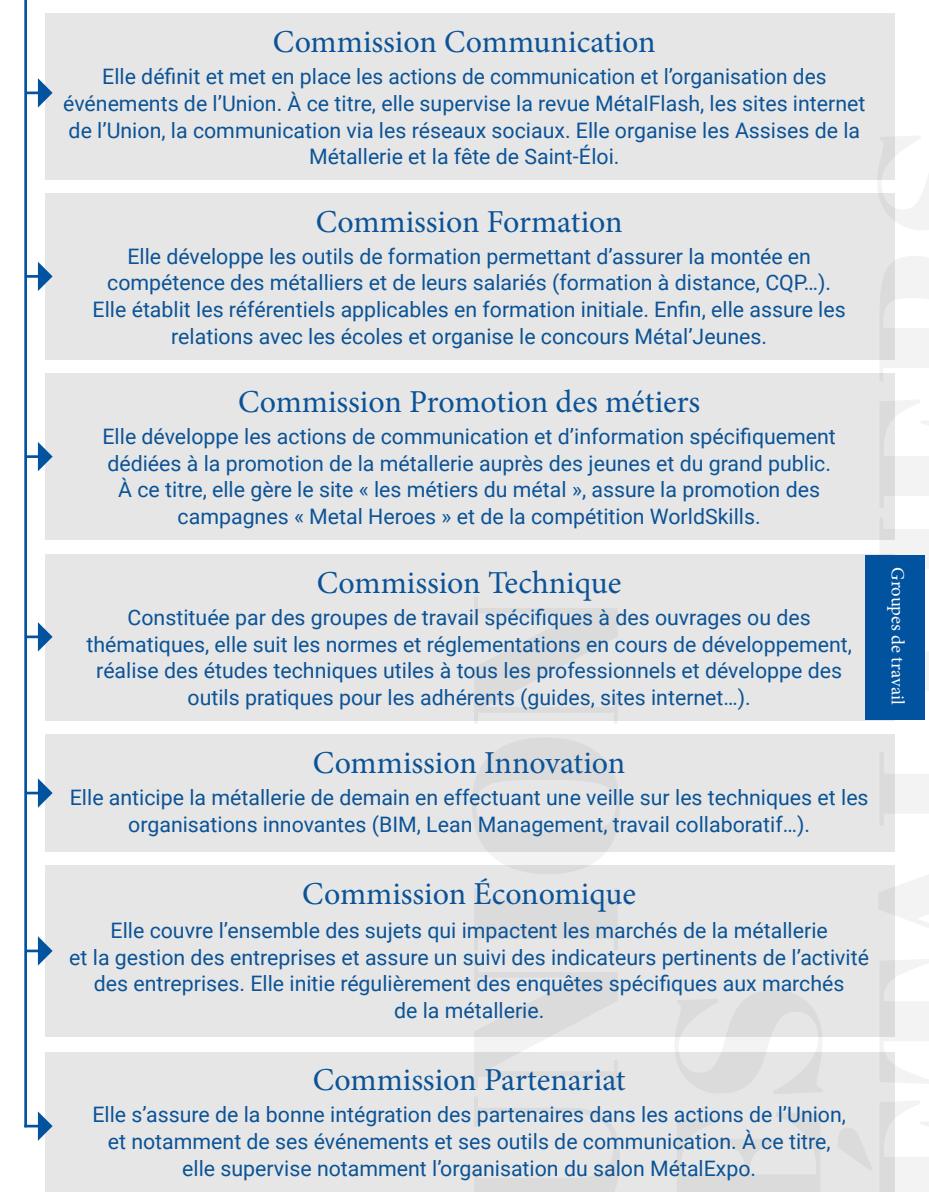 Commission Communication
Elle définit et met en place les actions de communication et l'organisation des
événements de l'Union. À ce titre, elle supervise la revue MétalFlash, les sites internet
de l'Union, la communication via les réseaux sociaux. Elle organise les Assises de la
Métallerie et la fête de Saint-Éloi.
Commission Formation
Elle développe les outils de formation permettant d'assurer la montée en
compétence des métalliers et de leurs salariés (formation à distance, CQP…).
Elle établit les référentiels applicables en formation initiale. Enfin, elle assure les
relations avec les écoles et organise le concours Métal'Jeunes.
Commission Promotion des métiers
Elle développe les actions de communication et d'information spécifiquement
dédiées à la promotion de la métallerie auprès des jeunes et du grand public.
À ce titre, elle gère le site « les métiers du métal », assure la promotion des
campagnes « Metal Heroes » et de la compétition WorldSkills.
Commission Technique
Constituée par des groupes de travail spécifiques à des ouvrages ou des
thématiques, elle suit les normes et réglementations en cours de développement,
réalise des études techniques utiles à tous les professionnels et développe des
outils pratiques pour les adhérents (guides, sites internet…).
Groupes de travail
Commission Innovation
Elle anticipe la métallerie de demain en effectuant une veille sur les techniques et les
organisations innovantes (BIM, Lean Management, travail collaboratif…).
Commission Économique
Elle couvre l'ensemble des sujets qui impactent les marchés de la métallerie
et la gestion des entreprises et assure un suivi des indicateurs pertinents de l'activité
des entreprises. Elle initie régulièrement des enquêtes spécifiques aux marchés
de la métallerie.
Commission Partenariat
Elle s'assure de la bonne intégration des partenaires dans les actions de l'Union,
et notamment de ses événements et ses outils de communication. À ce titre,
elle supervise notamment l'organisation du salon MétalExpo.